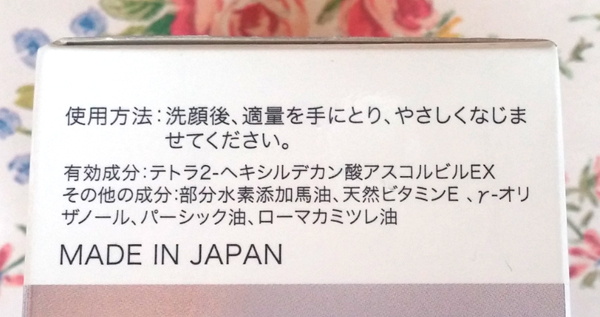 使用方法：洗顔後、適量を手にとり、やさしくなじま
せてください。
有効成分：テトラ2-ヘキシルデカン酸アスコルビルEX
その他の成分：部分水素添加馬油、天然ビタミンE 、γ-オリ
ザノール、パーシック油、ローマカミツレ油
MADE IN JAPAN